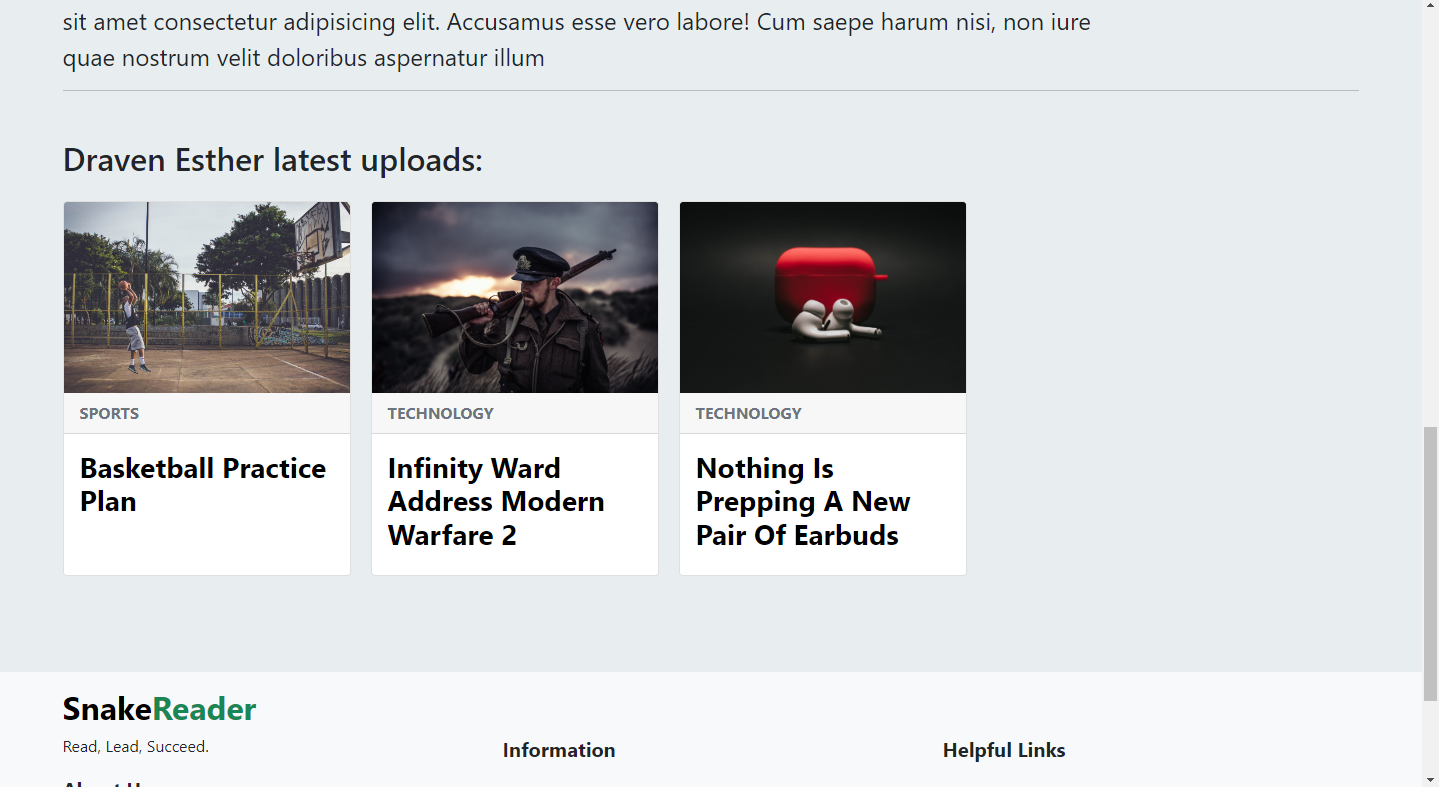 sit amet consectetur adipisicing elit. Accusamus esse vero labore! Cum saepe harum nisi, non iure
quae nostrum velit doloribus aspernatur illum
Draven Esther latest uploads:
SPORTS
Basketball Practice
Plan
TECHNOLOGY
Infinity Ward
Address Modern
Warfare 2
TECHNOLOGY
Nothing Is
Prepping A New
Pair Of Earbuds
SnakeReader
Read, Lead, Succeed.
Information
Helpful Links